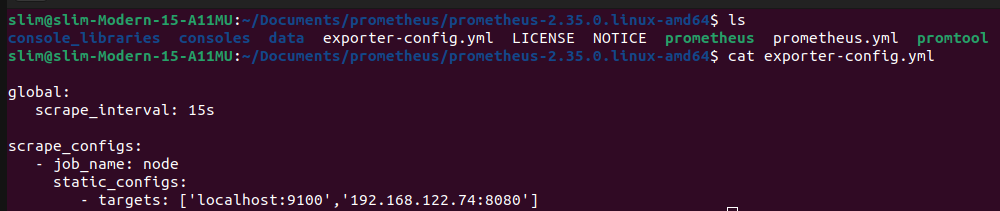 slim@slim-Modern-15-A11MU:~/Documents/prometheus/prometheus-2.35.0.linux-amd64$ ls
console_libraries  consoles  data  exporter-config.yml  LICENSE  NOTICE  prometheus  prometheus.yml  promtool
slim@slim-Modern-15-A11MU:~/Documents/prometheus/prometheus-2.35.0.linux-amd64$ cat exporter-config.yml
global:
   scrape_interval: 15s
scrape_configs:
   - job_name: node
     static_configs:
        - targets: ['localhost:9100','192.168.122.74:8080']